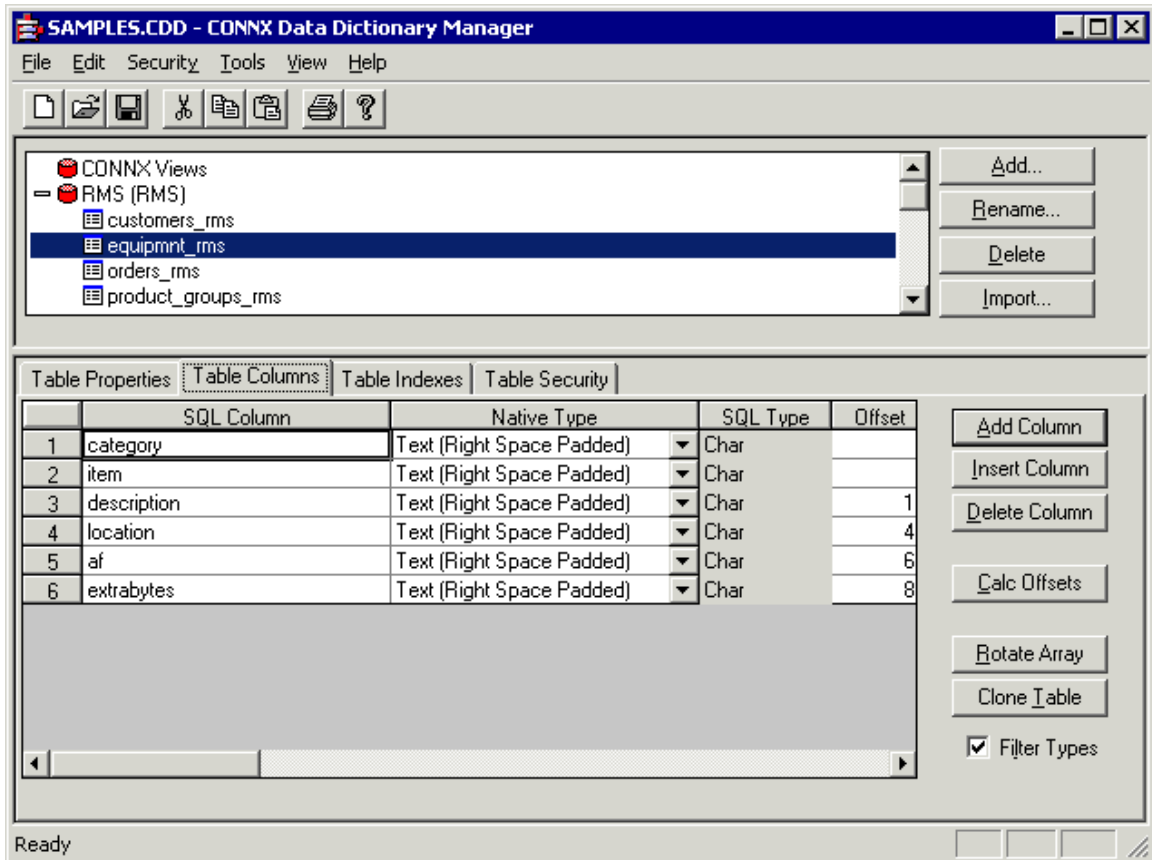 SAMPLES.CDD - CONNX Data Dictionary Manager
File Edit Security Tools View Help
CONNX Views
RMS (RMS)
customers_rms
equipmnt_rms
orders_rms
product_groups_rms
Add...
Rename...
Delete
Import...
Table Properties Table Columns Table Indexes Table Security
SQL Column Native Type SQL Type Offset
1 category Text (Right Space Padded) Char
2 item Text (Right Space Padded) Char
3 description Text (Right Space Padded) Char 1
4 location Text (Right Space Padded) Char 4
5 af Text (Right Space Padded) Char 6
6 extrabytes Text (Right Space Padded) Char 8
Add Column
Insert Column
Delete Column
Calc Offsets
Rotate Array
Clone Table
Filter Types
Ready